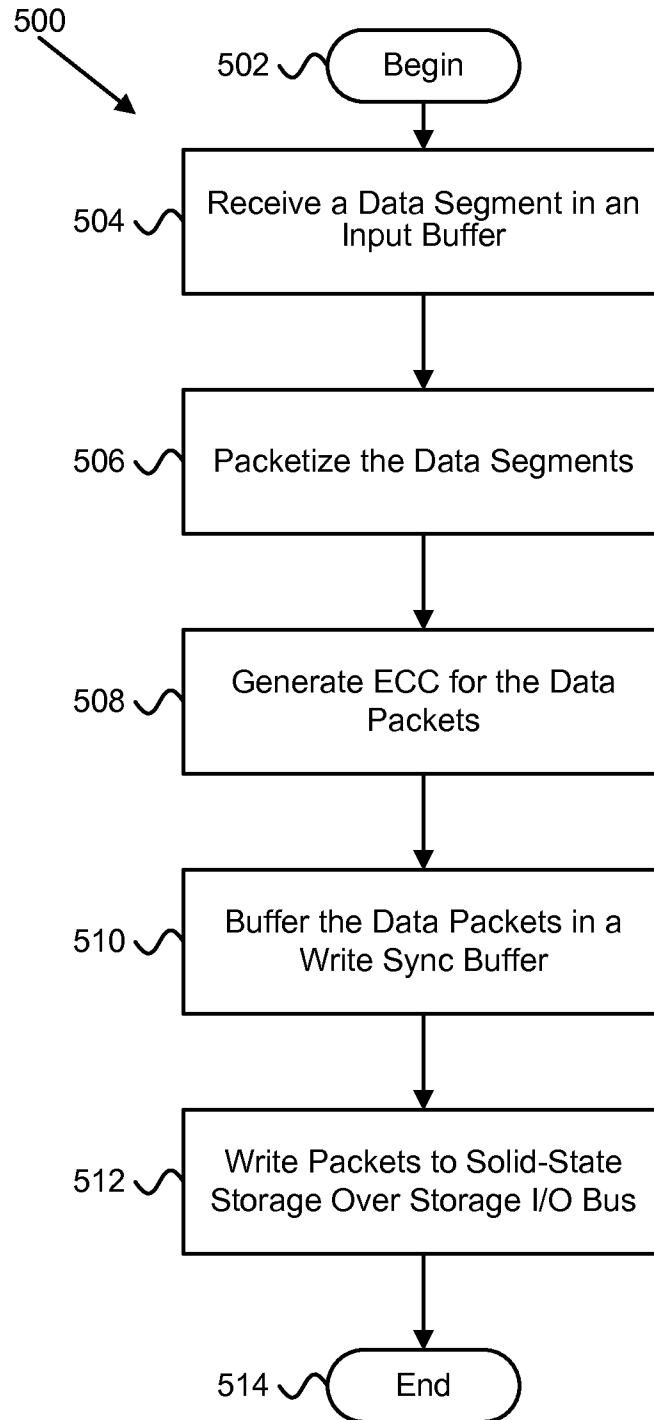 500
502
Begin
504
Receive a Data Segment in an
Input Buffer
506
Packetize the Data Segments
508
Generate ECC for the Data
Packets
510
Buffer the Data Packets in a
Write Sync Buffer
512
Write Packets to Solid-State
Storage Over Storage I/O Bus
514
End